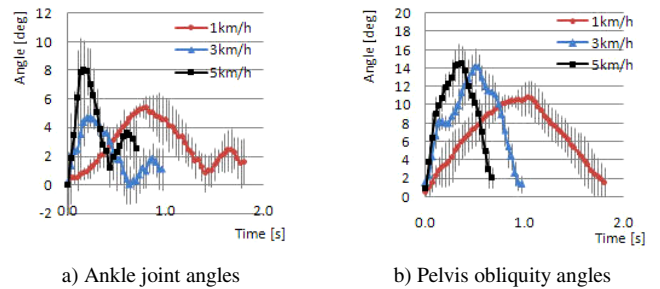 Angle [deg]
12
10
8
6
4
2
0
-2
0.0
1.0
2.0
Time [s]
1km/h
3km/h
5km/h
a) Ankle joint angles
Angle [deg]
20
18
16
14
12
10
8
6
4
2
0
0.0
1.0
2.0
Time [s]
1km/h
3km/h
5km/h
b) Pelvis obliquity angles